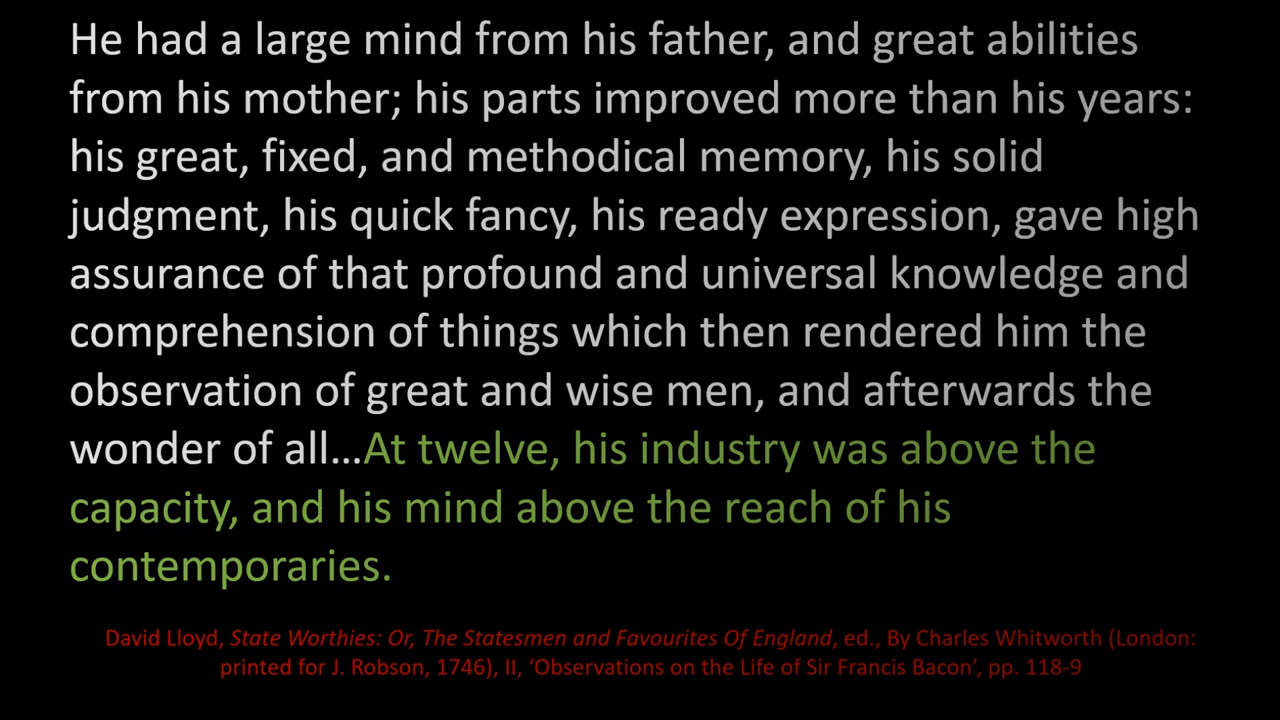 He had a large mind from his father, and great abilities
from his mother; his parts improved more than his years:
his great, fixed, and methodical memory, his solid
judgment, his quick fancy, his ready expression, gave high
assurance of that profound and universal knowledge and
comprehension of things which then rendered him the
observation of great and wise men, and afterwards the
wonder of all…At twelve, his industry was above the
capacity, and his mind above the reach of his
contemporaries.
David Lloyd, State Worthies: Or, The Statesmen and Favourites Of England, ed., By Charles Whitworth (London:
printed for J. Robson, 1746), II, ‘Observations on the Life of Sir Francis Bacon’, pp. 118-9